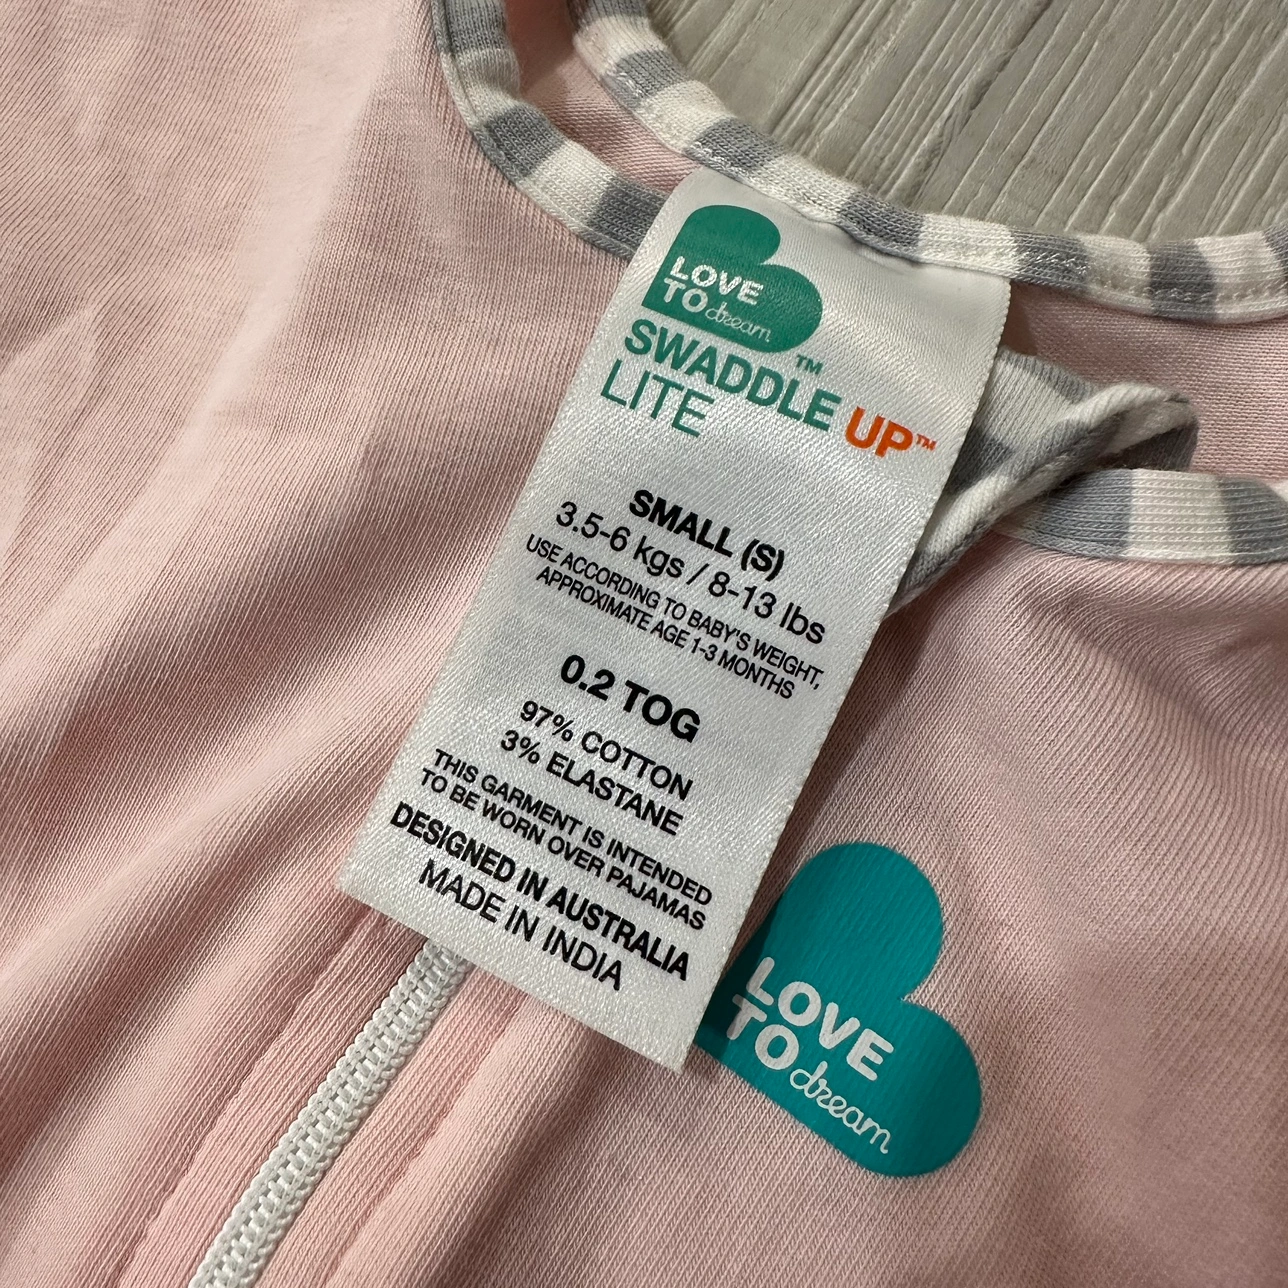 LOVE
TO dream™
SWADDLE UP™
LITE
SMALL (S)
3.5-6 kgs / 8-13 lbs
USE ACCORDING TO BABY'S WEIGHT,
APPROXIMATE AGE 1-3 MONTHS
0.2 TOG
97% COTTON
3% ELASTANE
THIS GARMENT IS INTENDED
TO BE WORN OVER PAJAMAS
DESIGNED IN AUSTRALIA
MADE IN INDIA
LOVE
TO dream